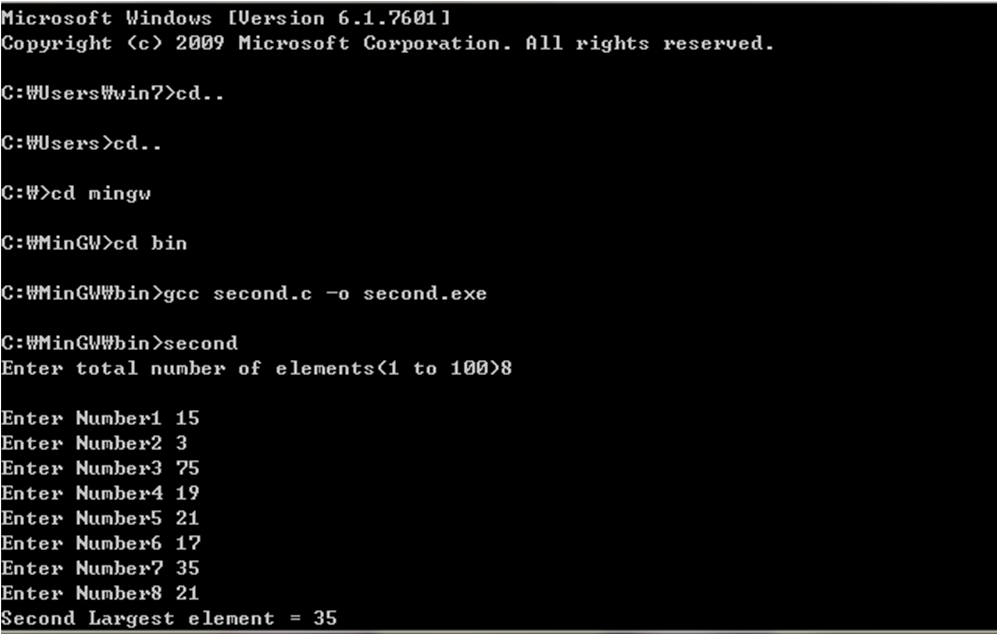 Microsoft Windows [Version 6.1.7601]
Copyright (c) 2009 Microsoft Corporation. All rights reserved.
C:₩Users₩win7>cd..
C:₩Users>cd..
C:₩>cd mingw
C:₩MinGW>cd bin
C:₩MinGW₩bin>gcc second.c -o second.exe
C:₩MinGW₩bin>second
Enter total number of elements(1 to 100)8
Enter Number1 15
Enter Number2 3
Enter Number3 75
Enter Number4 19
Enter Number5 21
Enter Number6 17
Enter Number7 35
Enter Number8 21
Second Largest element = 35